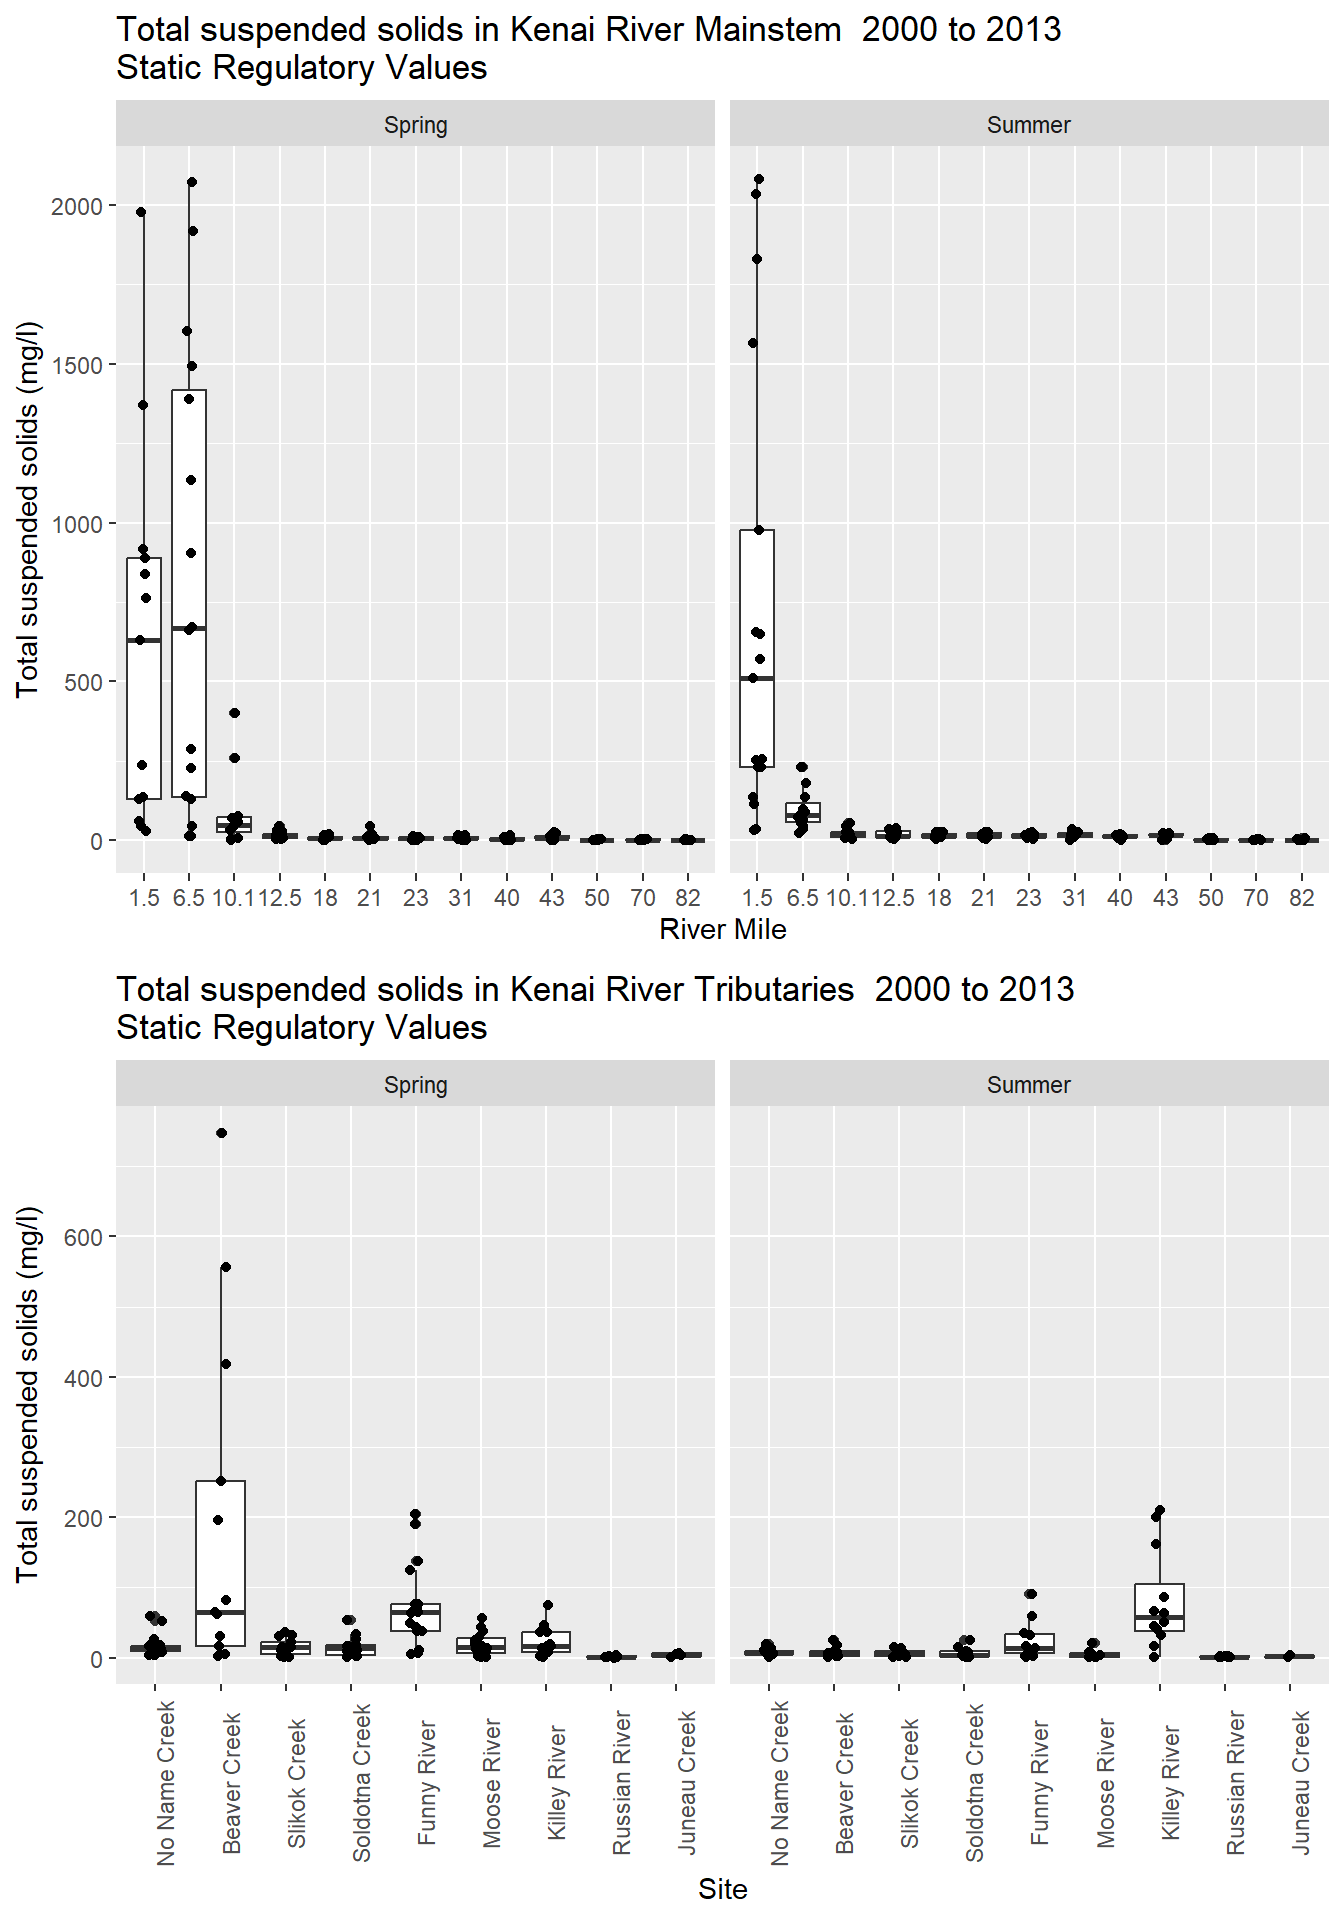 Total suspended solids in Kenai River Mainstem  2000 to 2013
Static Regulatory Values
Spring
Summer
Total suspended solids (mg/l)
2000
1500
1000
500
0
1.5 6.5 10.1 12.5 18 21 23 31 40 43 50 70 82
1.5 6.5 10.1 12.5 18 21 23 31 40 43 50 70 82
River Mile
Total suspended solids in Kenai River Tributaries  2000 to 2013
Static Regulatory Values
Spring
Summer
Total suspended solids (mg/l)
600
400
200
0
No Name Creek
Beaver Creek
Slikok Creek
Soldotna Creek
Funny River
Moose River
Killey River
Russian River
Juneau Creek
No Name Creek
Beaver Creek
Slikok Creek
Soldotna Creek
Funny River
Moose River
Killey River
Russian River
Juneau Creek
Site